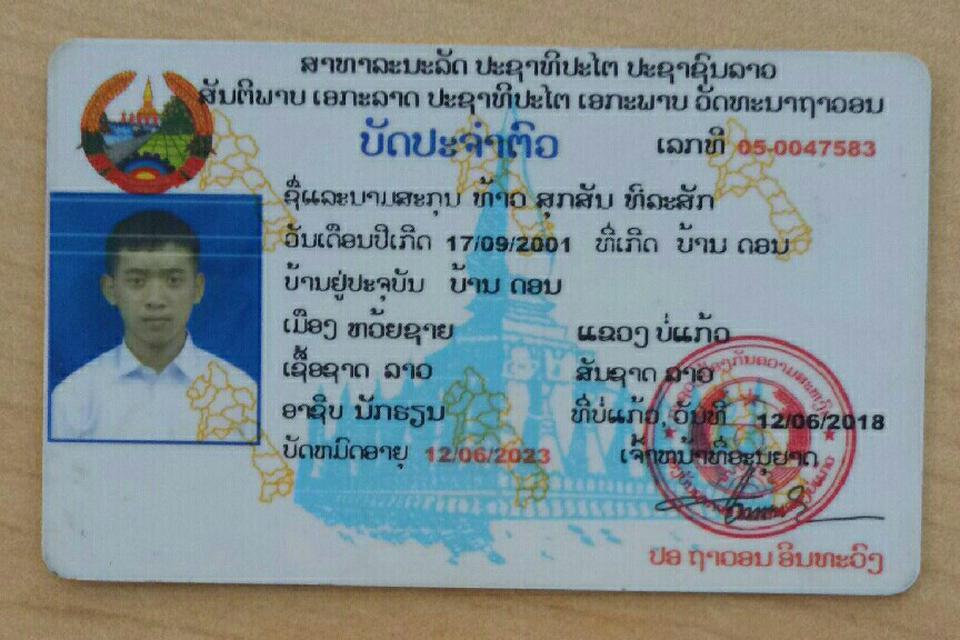 ສາທາລະນະລັດ ປະຊາທິປະໄຕ ປະຊາຊົນລາວ
ສັນຕິພາບ ເອກະລາດ ປະຊາທິປະໄຕ ເອກະພາບ ວັດທະນາຖາວອນ
ບັດປະຈຳຕົວ ເລກທີ 05-0047583
ຊື່ແລະນາມສະກຸນ ທ້າວ ສຸກສັນ ທິລະສັກ
ວັນເດືອນປີເກີດ 17/09/2001 ທີ່ເກີດ ບ້ານ ດອນ
ບ້ານຢູ່ປະຈຸບັນ ບ້ານ ດອນ
ເມືອງ ຫວ້ຍຊາຍ ແຂວງ ບໍ່ແກ້ວ
ເຊື້ອຊາດ ລາວ ສັນຊາດ ລາວ
ອາຊີບ ນັກຮຽນ ທີ່ບໍ່ແກ້ວ, ວັນທີ 12/06/2018
ບັດຫມົດອາຍຸ 12/06/2023 ເຈົ້າຫນ້າທີ່ອະນຸຍາດ
ປອ ຖາວອນ ອິນທະວົງ